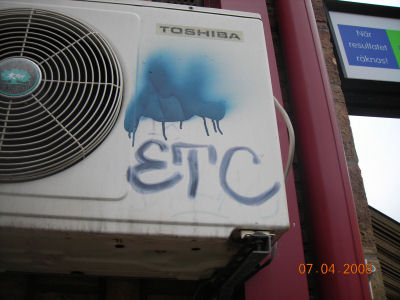 TOSHIBA
När
resultatet
räknas!
ETC
07.04.2008